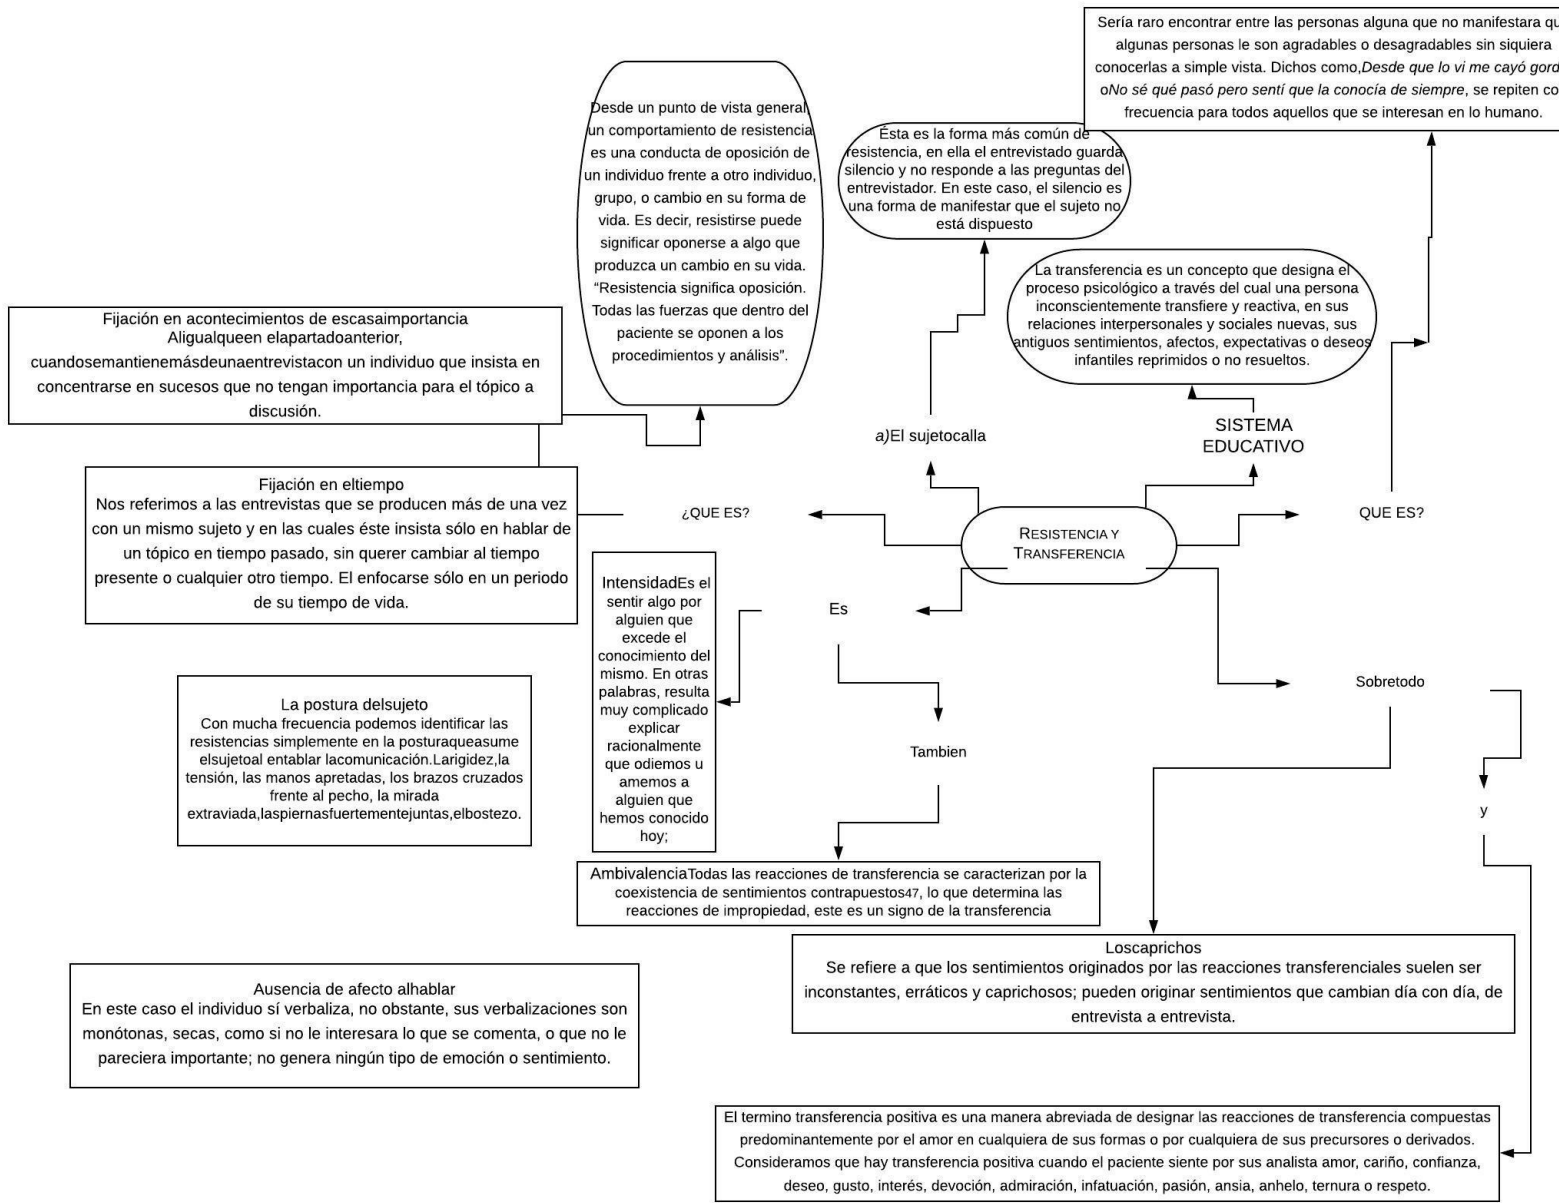 Sería raro encontrar entre las personas alguna que no manifestara qu
algunas personas le son agradables o desagradables sin siquiera
conocerlas a simple vista. Dichos como,Desde que lo vi me cayó gord
oNo sé qué pasó pero sentí que la conocía de siempre, se repiten co
frecuencia para todos aquellos que se interesan en lo humano.
Desde un punto de vista general,
un comportamiento de resistencia
es una conducta de oposición de
un individuo frente a otro individuo,
grupo, o cambio en su forma de
vida. Es decir, resistirse puede
significar oponerse a algo que
produzca un cambio en su vida.
“Resistencia significa oposición.
Todas las fuerzas que dentro del
paciente se oponen a los
procedimientos y análisis”.
Ésta es la forma más común de
resistencia, en ella el entrevistado guarda
silencio y no responde a las preguntas del
entrevistador. En este caso, el silencio es
una forma de manifestar que el sujeto no
está dispuesto
La transferencia es un concepto que designa el
proceso psicológico a través del cual una persona
inconscientemente transfiere y reactiva, en sus
relaciones interpersonales y sociales nuevas, sus
antiguos sentimientos, afectos, expectativas o deseos
infantiles reprimidos o no resueltos.
Fijación en acontecimientos de escasaimportancia
Aligualqueen elapartadoanterior,
cuandosemantienemásdeunaentrevistacon un individuo que insista en
concentrarse en sucesos que no tengan importancia para el tópico a
discusión.
a)El sujetocalla
SISTEMA
EDUCATIVO
Fijación en eltiempo
Nos referimos a las entrevistas que se producen más de una vez
con un mismo sujeto y en las cuales éste insista sólo en hablar de
un tópico en tiempo pasado, sin querer cambiar al tiempo
presente o cualquier otro tiempo. El enfocarse sólo en un periodo
de su tiempo de vida.
¿QUE ES?
RESISTENCIA Y
TRANSFERENCIA
QUE ES?
IntensidadEs el
sentir algo por
alguien que
excede el
conocimiento del
mismo. En otras
palabras, resulta
muy complicado
explicar
racionalmente
que odiemos u
amemos a
alguien que
hemos conocido
hoy;
Es
Sobretodo
La postura delsujeto
Con mucha frecuencia podemos identificar las
resistencias simplemente en la posturaqueasume
elsujetoal entablar lacomunicación.Larigidez,la
tensión, las manos apretadas, los brazos cruzados
frente al pecho, la mirada
extraviada,laspiernasfuertementejuntas,elbostezo.
Tambien
y
AmbivalenciaTodas las reacciones de transferencia se caracterizan por la
coexistencia de sentimientos contrapuestos47, lo que determina las
reacciones de impropiedad, este es un signo de la transferencia
Loscaprichos
Se refiere a que los sentimientos originados por las reacciones transferenciales suelen ser
inconstantes, erráticos y caprichosos; pueden originar sentimientos que cambian día con día, de
entrevista a entrevista.
Ausencia de afecto alhablar
En este caso el individuo sí verbaliza, no obstante, sus verbalizaciones son
monótonas, secas, como si no le interesara lo que se comenta, o que no le
pareciera importante; no genera ningún tipo de emoción o sentimiento.
El termino transferencia positiva es una manera abreviada de designar las reacciones de transferencia compuestas
predominantemente por el amor en cualquiera de sus formas o por cualquiera de sus precursores o derivados.
Consideramos que hay transferencia positiva cuando el paciente siente por sus analista amor, cariño, confianza,
deseo, gusto, interés, devoción, admiración, infatuación, pasión, ansia, anhelo, ternura o respeto.